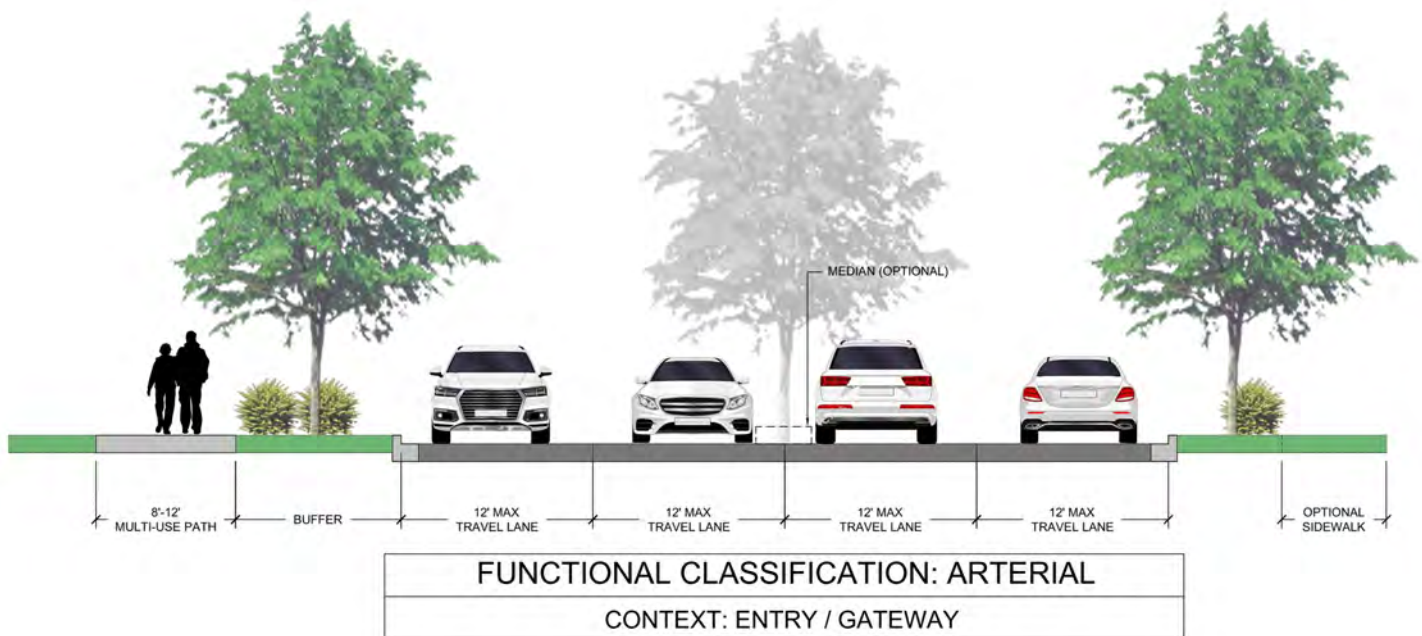 MEDIAN (OPTIONAL)
8'-12'
MULTI-USE PATH
BUFFER
12' MAX
TRAVEL LANE
12' MAX
TRAVEL LANE
12' MAX
TRAVEL LANE
12' MAX
TRAVEL LANE
OPTIONAL
SIDEWALK
FUNCTIONAL CLASSIFICATION: ARTERIAL
CONTEXT: ENTRY / GATEWAY